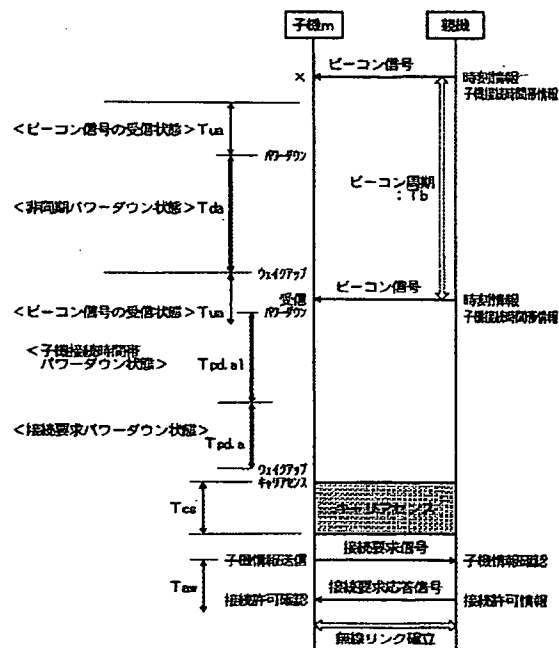 子機m
親機
ビーコン信号
×
時刻情報
子機接続時間帯情報
<ビーコン信号の受信状態>Tua
パワーダウン
ビーコン周期
:Tb
<非同期パワーダウン状態>Tda
ウェイクアップ
ビーコン信号
受信
時刻情報
パワーダウン
子機接続時間帯情報
<ビーコン信号の受信状態>Tua
<子機接続時間帯
パワーダウン状態>
Tpd.a1
<接続要求パワーダウン状態>
Tpd.a
ウェイクアップ
キャリアセンス
Tcs
キャリアセンス
接続要求信号
子機情報送信
子機情報確認
Taw
接続要求応答信号
接続許可確認
接続許可情報
無線リンク確立